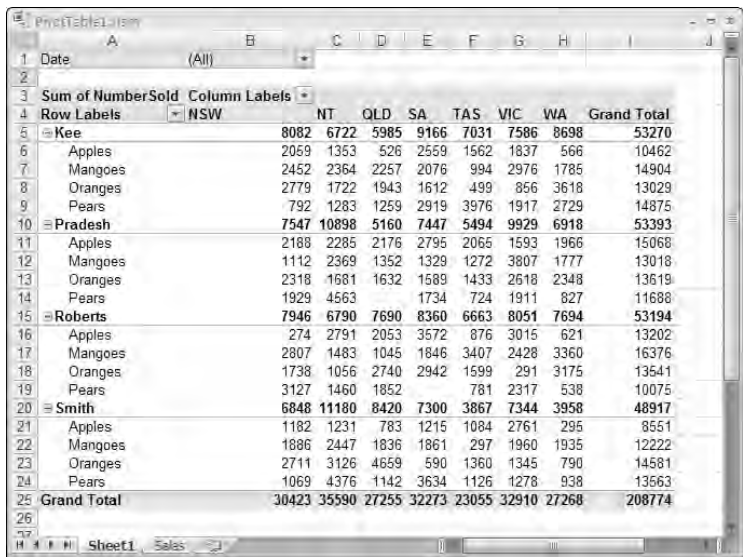 PivotTable1.xlsm
A B C D E F G H I J
1 Date (All)
2
3 Sum of NumberSold Column Labels
4 Row Labels NSW NT QLD SA TAS VIC WA Grand Total
5 Kee 8082 6722 5985 9166 7031 7586 8698 53270
6 Apples 2059 1353 526 2559 1562 1837 566 10462
7 Mangoes 2452 2364 2257 2076 994 2976 1785 14904
8 Oranges 2779 1722 1943 1612 499 856 3618 13029
9 Pears 792 1283 1259 2919 3976 1917 2729 14875
10 Pradesh 7547 10898 5160 7447 5494 9929 6918 53393
11 Apples 2188 2285 2176 2795 2065 1593 1966 15068
12 Mangoes 1112 2369 1352 1329 1272 3807 1777 13018
13 Oranges 2318 1681 1632 1589 1433 2618 2348 13619
14 Pears 1929 4563 1734 724 1911 827 11688
15 Roberts 7946 6790 7690 8360 6663 8051 7694 53194
16 Apples 274 2791 2053 3572 876 3015 621 13202
17 Mangoes 2807 1483 1045 1846 3407 2428 3360 16376
18 Oranges 1738 1056 2740 2942 1599 291 3175 13541
19 Pears 3127 1460 1852 781 2317 538 10075
20 Smith 6848 11180 8420 7300 3867 7344 3958 48917
21 Apples 1182 1231 783 1215 1084 2761 295 8551
22 Mangoes 1886 2447 1836 1861 297 1960 1935 12222
23 Oranges 2711 3126 4659 590 1360 1345 790 14581
24 Pears 1069 4376 1142 3634 1126 1278 938 13563
25 Grand Total 30423 35590 27255 32273 23055 32910 27268 208774
26
27
Sheet1 Sales